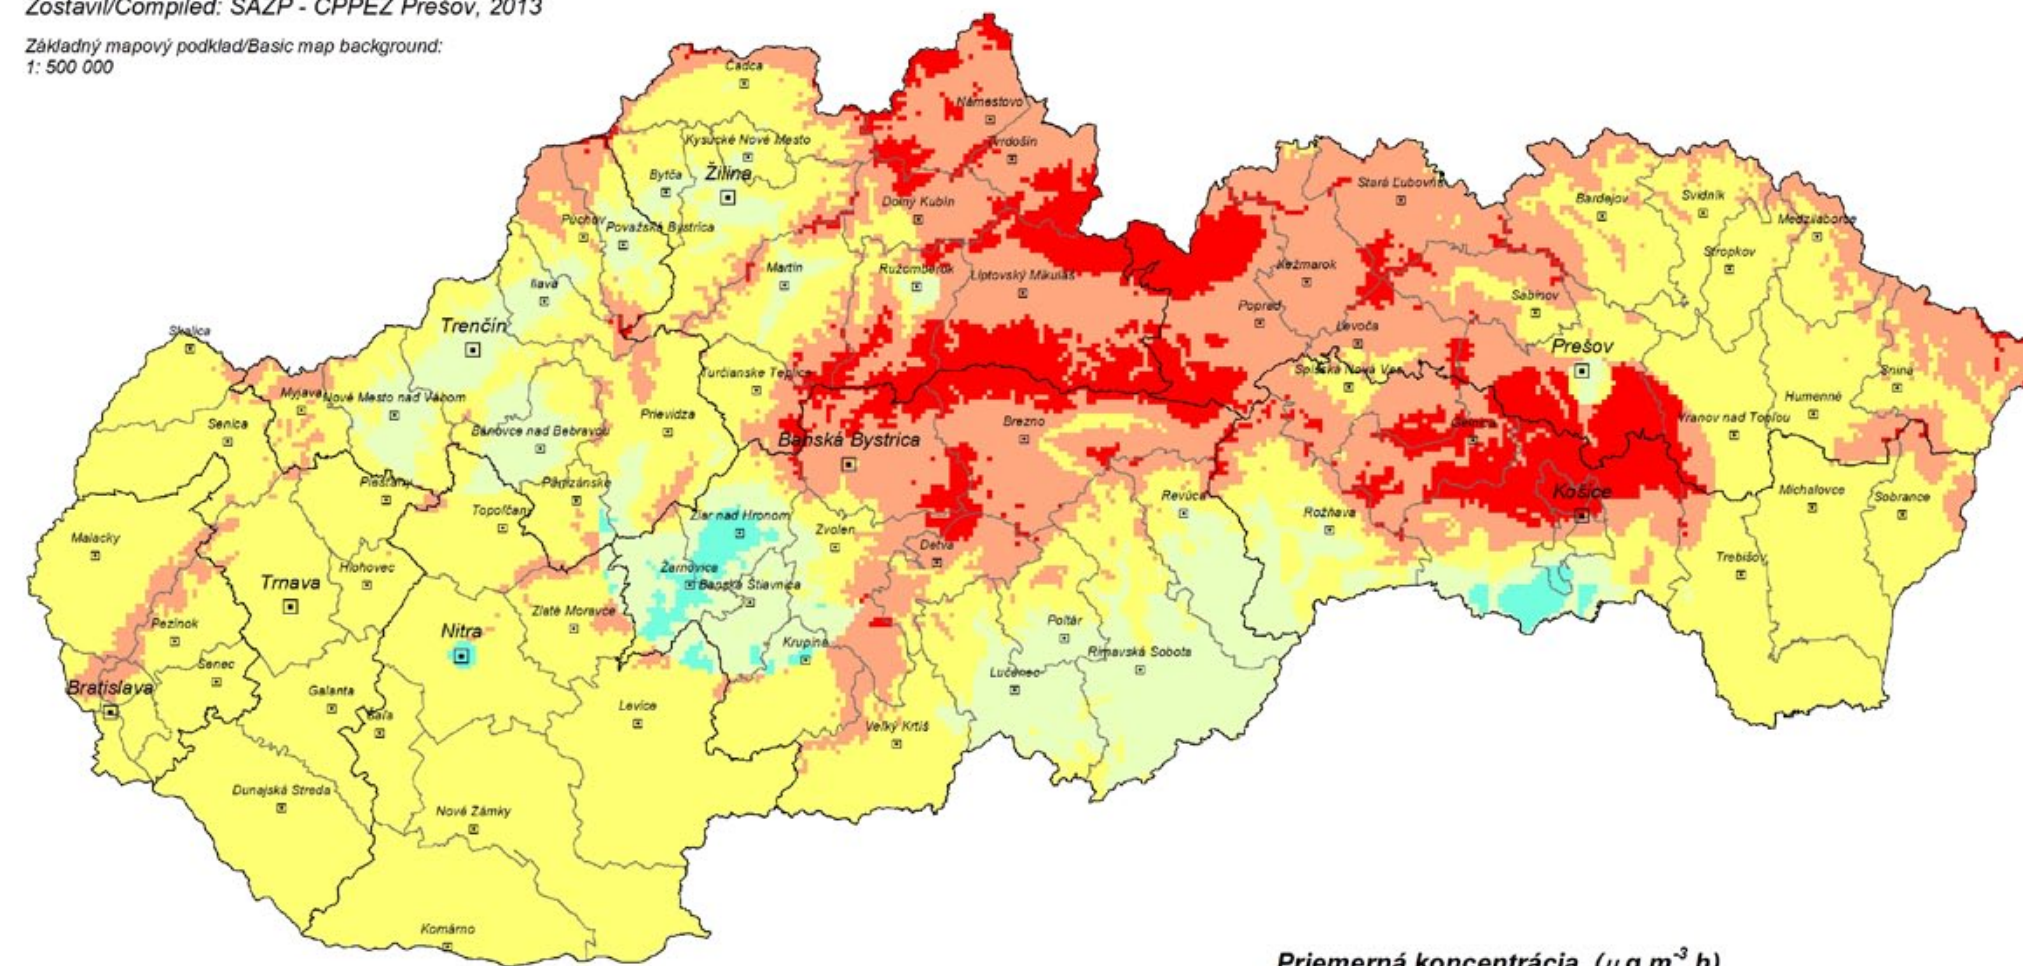 Zostavil/Compiled: SAŽP - CPPEZ Prešov, 2013
Základný mapový podklad/Basic map background:
1: 500 000
Čadca
Námestovo
Kysucké Nové Mesto
Tvrdošín
Bytča
Žilina
Stará Ľubovňa
Bardejov
Svidník
Dolný Kubín
Púchov
Považská Bystrica
Medzilaborce
Stropkov
Martin
Ružomberok
Liptovský Mikuláš
Kežmarok
Ilava
Sabinov
Poprad
Trenčín
Skalica
Levoča
Prešov
Turčianske Teplice
Spišská Nová Ves
Snina
Myjava
Nové Mesto nad Váhom
Humenné
Prievidza
Senica
Bánovce nad Bebravou
Brezno
Gelnica
Vranov nad Topľou
Banská Bystrica
Piešťany
Partizánske
Revúca
Košice
Michalovce
Sobrance
Topoľčany
Žiar nad Hronom
Zvolen
Rožňava
Malacky
Detva
Trebišov
Hlohovec
Žarnovica
Trnava
Banská Štiavnica
Zlaté Moravce
Pezinok
Nitra
Poltár
Krupina
Rimavská Sobota
Senec
Lučenec
Bratislava
Galanta
Šaľa
Levice
Veľký Krtíš
Dunajská Streda
Nové Zámky
Komárno
Priemerná koncentrácia (µg.m-3.h)